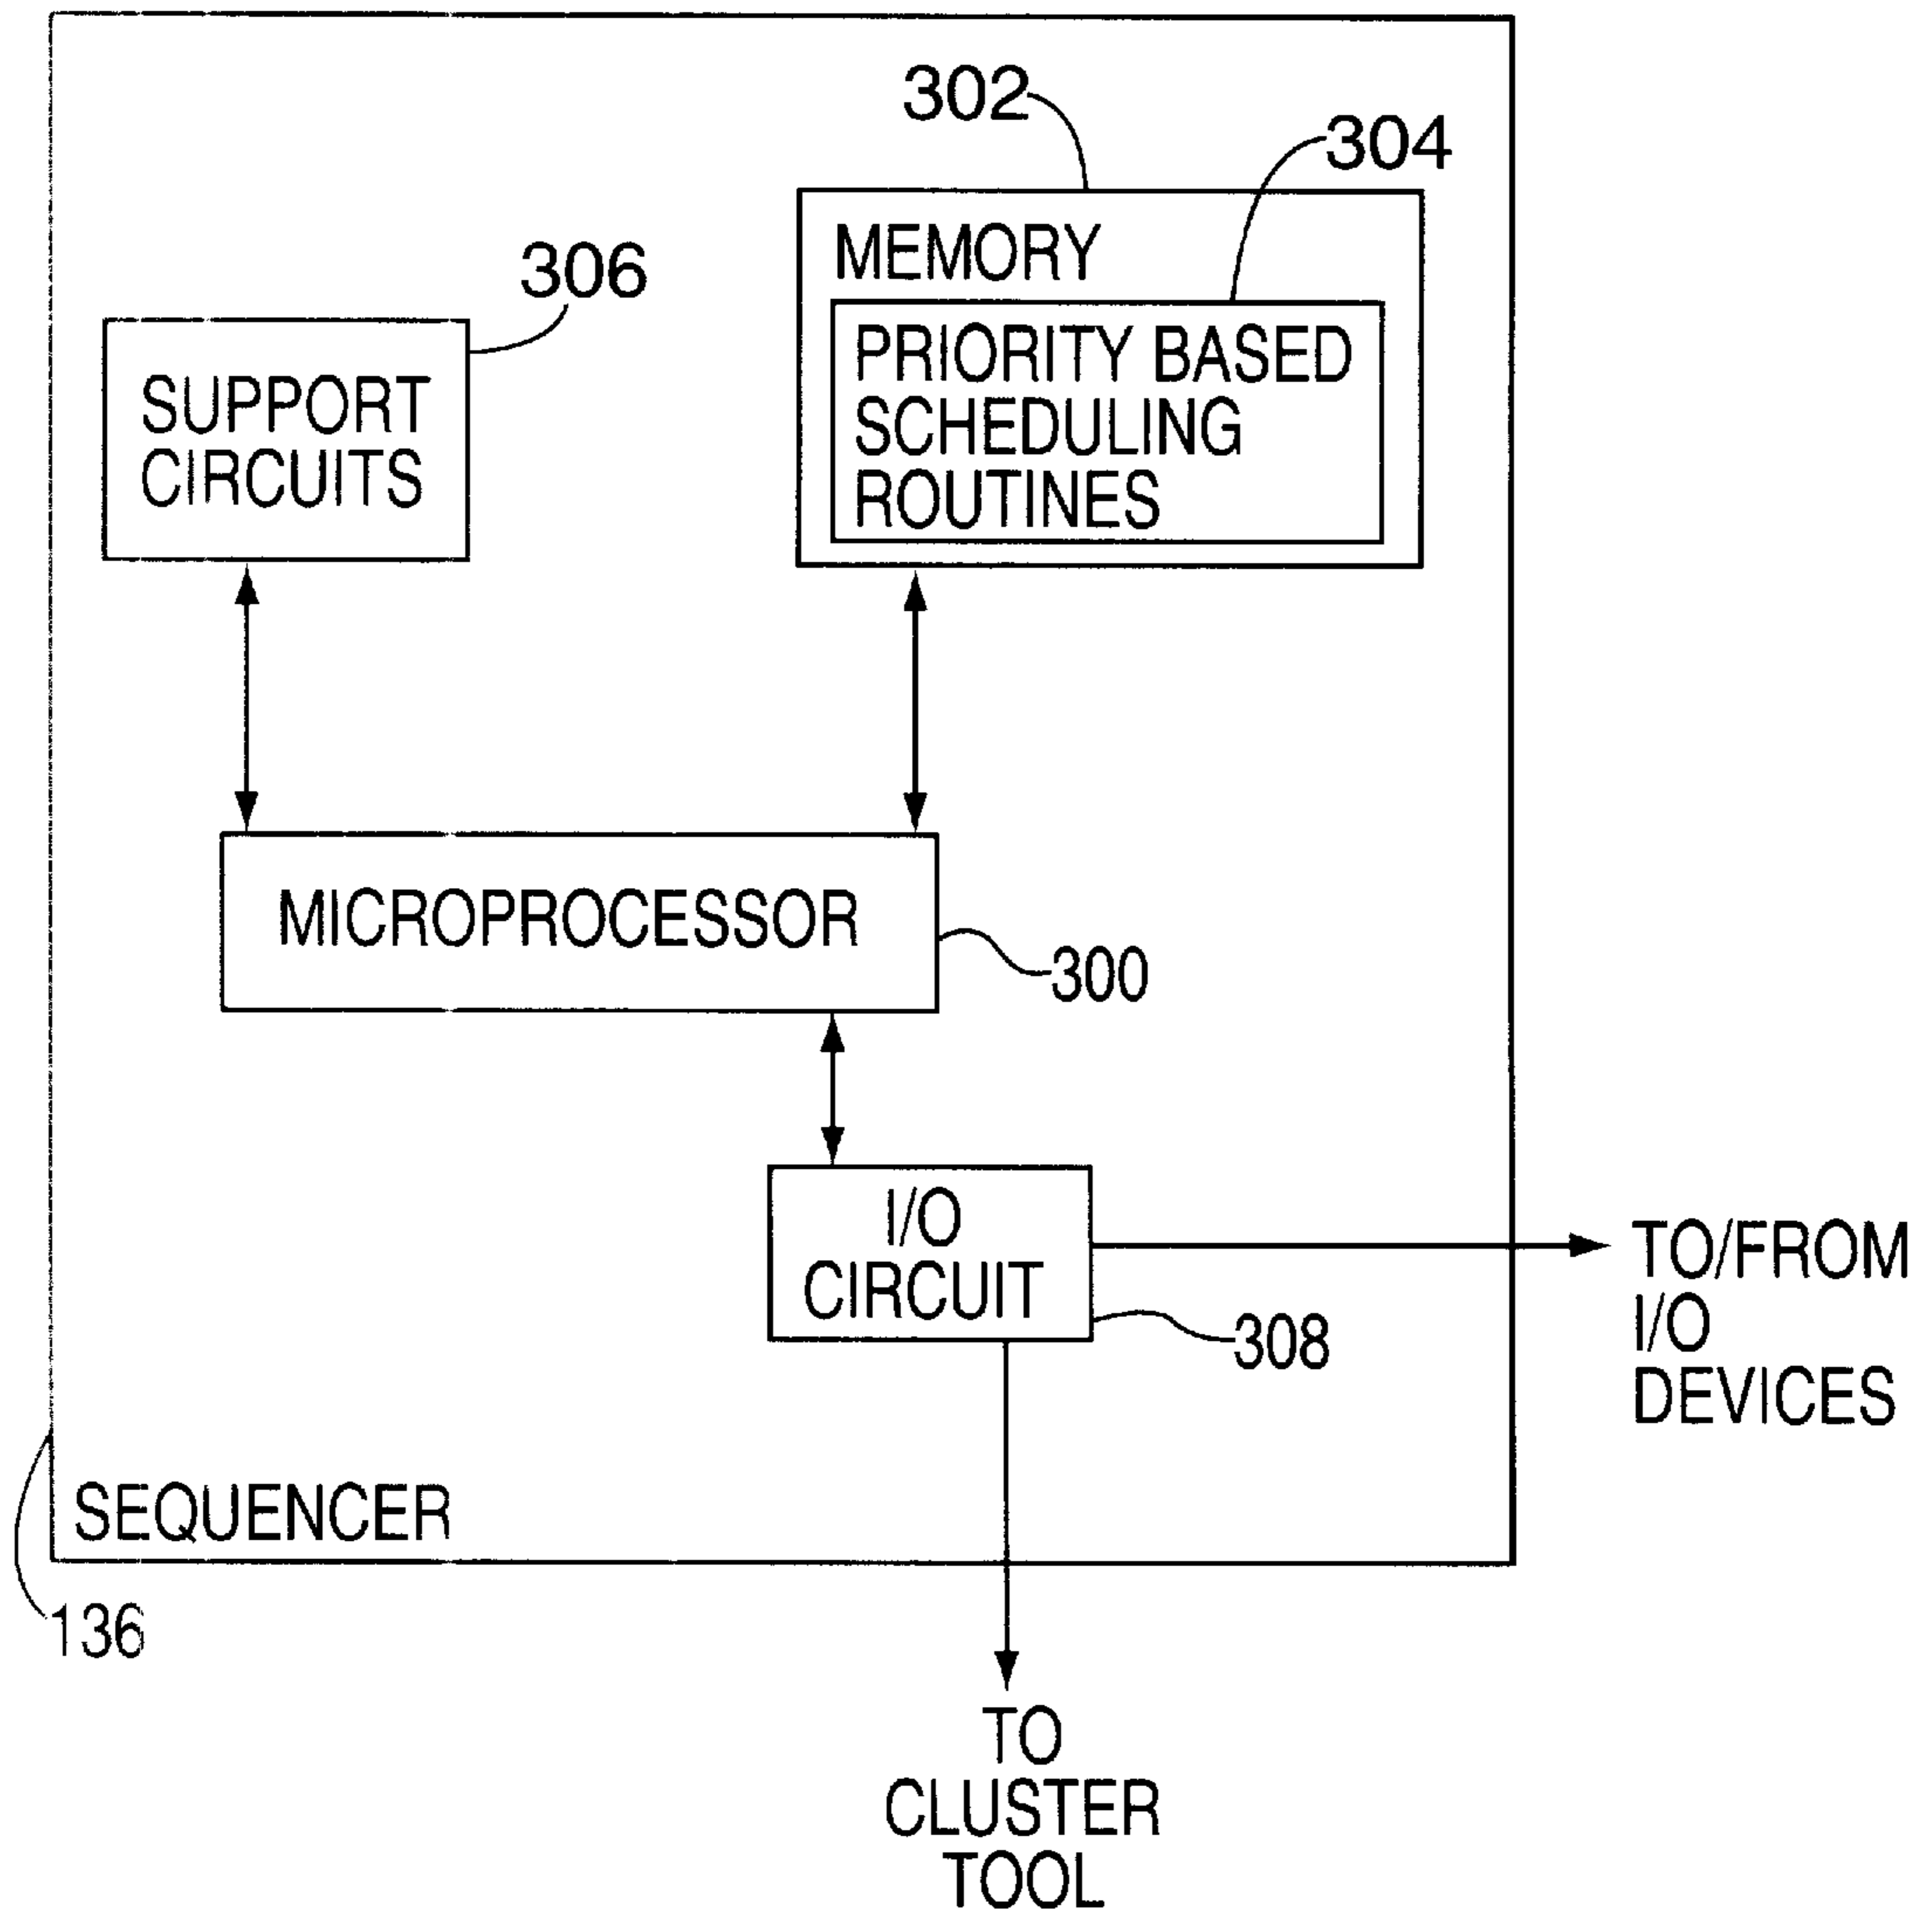 302
304
MEMORY
306
PRIORITY BASED
SCHEDULING
ROUTINES
SUPPORT
CIRCUITS
MICROPROCESSOR
300
I/O
CIRCUIT
TO/FROM
I/O
DEVICES
308
SEQUENCER
136
TO
CLUSTER
TOOL